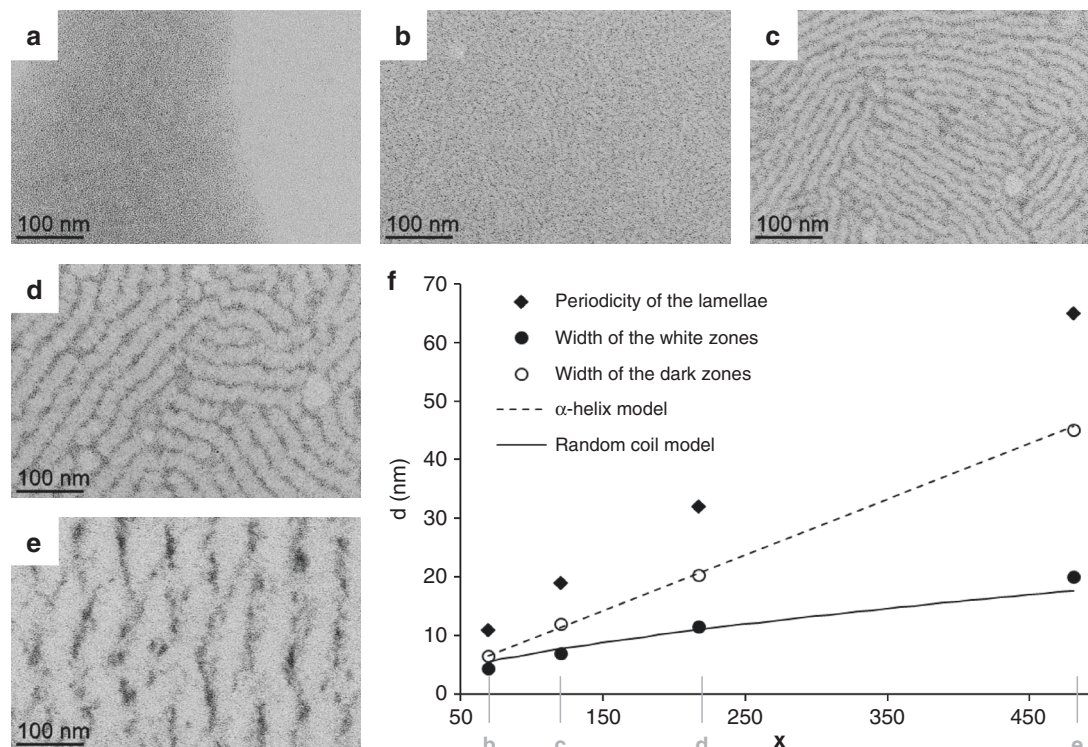 a
100 nm
b
100 nm
c
100 nm
d
100 nm
e
100 nm
f
70
60
50
40
30
20
10
0
d (nm)
Periodicity of the lamellae
Width of the white zones
Width of the dark zones
α-helix model
Random coil model
50 150 250 350 450
b c d x e